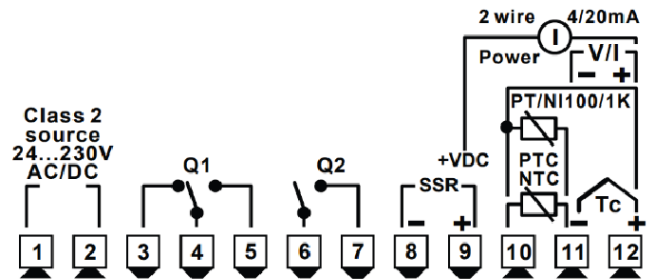 2 wire 4/20mA
I
Power V/I
- +
Class 2
source
24...230V
AC/DC
PT/NI100/1K
Q1 Q2 +VDC PTC
SSR NTC
Tc
- + - +
1 2 3 4 5 6 7 8 9 10 11 12